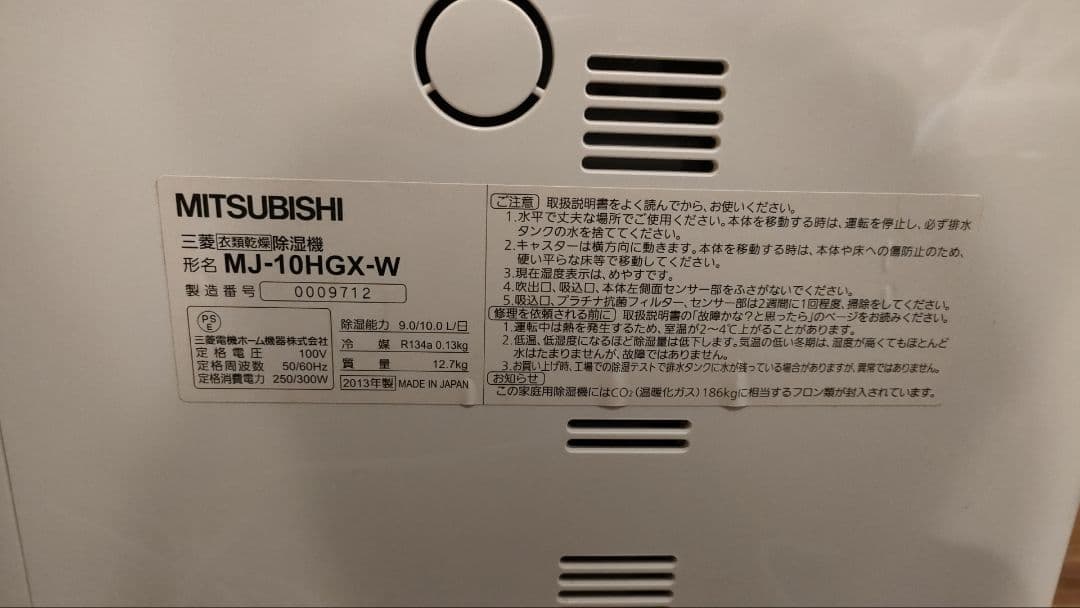 MITSUBISHI
三菱衣類乾燥除湿機
形名 MJ-10HGX-W
製造番号 0009712
PS
E
三菱電機ホーム機器株式会社
定格電圧 100V
定格周波数 50/60Hz
定格消費電力 250/300W
除湿能力 9.0/10.0 L/日
冷媒 R134a 0.13kg
質量 12.7kg
2013年製 MADE IN JAPAN
ご注意 取扱説明書をよく読んでから、お使いください。
1.水平で丈夫な場所でご使用ください。本体を移動する時は、運転を停止し、必ず排水
タンクの水を捨ててください。
2.キャスターは横方向に動きます。本体を移動する時は、本体や床への傷防止のため、
硬い平らな床等で移動してください。
3.現在湿度表示は、めやすです。
4.吹出口、吸込口、本体左側面センサー部をふさがないでください。
5.吸込口、プラチナ抗菌フィルター、センサー部は2週間に1回程度、掃除をしてください。
修理を依頼される前に 取扱説明書の「故障かな?と思ったら」のページをお読みください。
1.運転中は熱を発生するため、室温が2～4℃上がることがあります。
2.低温、低湿度になるほど除湿量は低下します。気温の低い冬期は、湿度が高くてもほとんど
水はたまりませんが、故障ではありません。
3.お買い上げ時、工場での除湿テストで排水タンクに水が残っている場合がありますが、異常ではありません。
お知らせ
この家庭用除湿機にはCO₂(温暖化ガス)186kgに相当するフロン類が封入されています。